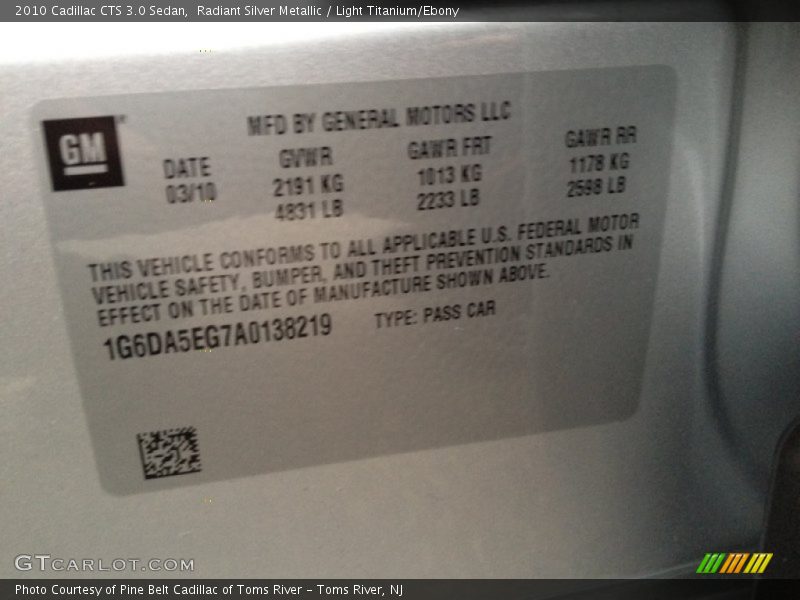 2010 Cadillac CTS 3.0 Sedan, Radiant Silver Metallic / Light Titanium/Ebony
GM
MFD BY GENERAL MOTORS LLC
DATE GVWR GAWR FRT GAWR RR
03/10 2191 KG 1013 KG 1178 KG
4831 LB 2233 LB 2598 LB
THIS VEHICLE CONFORMS TO ALL APPLICABLE U.S. FEDERAL MOTOR
VEHICLE SAFETY, BUMPER, AND THEFT PREVENTION STANDARDS IN
EFFECT ON THE DATE OF MANUFACTURE SHOWN ABOVE.
1G6DA5EG7A0138219 TYPE: PASS CAR
GTCARLOT.COM
Photo Courtesy of Pine Belt Cadillac of Toms River – Toms River, NJ